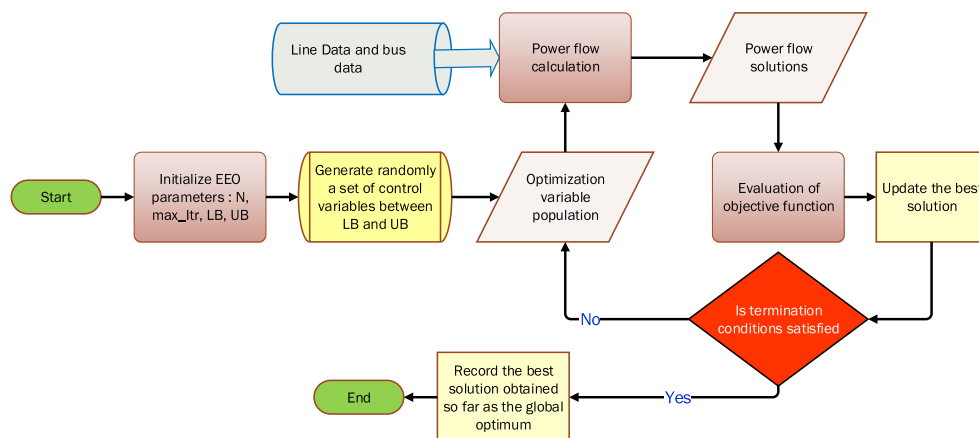 Line Data and bus
data
Power flow
calculation
Power flow
solutions
Start
Initialize EEO
parameters : N,
max_Itr, LB, UB
Generate randomly
a set of control
variables between
LB and UB
Optimization
variable
population
Evaluation of
objective function
Update the best
solution
Is termination
conditions satisfied
No
Yes
Record the best
solution obtained
so far as the global
optimum
End